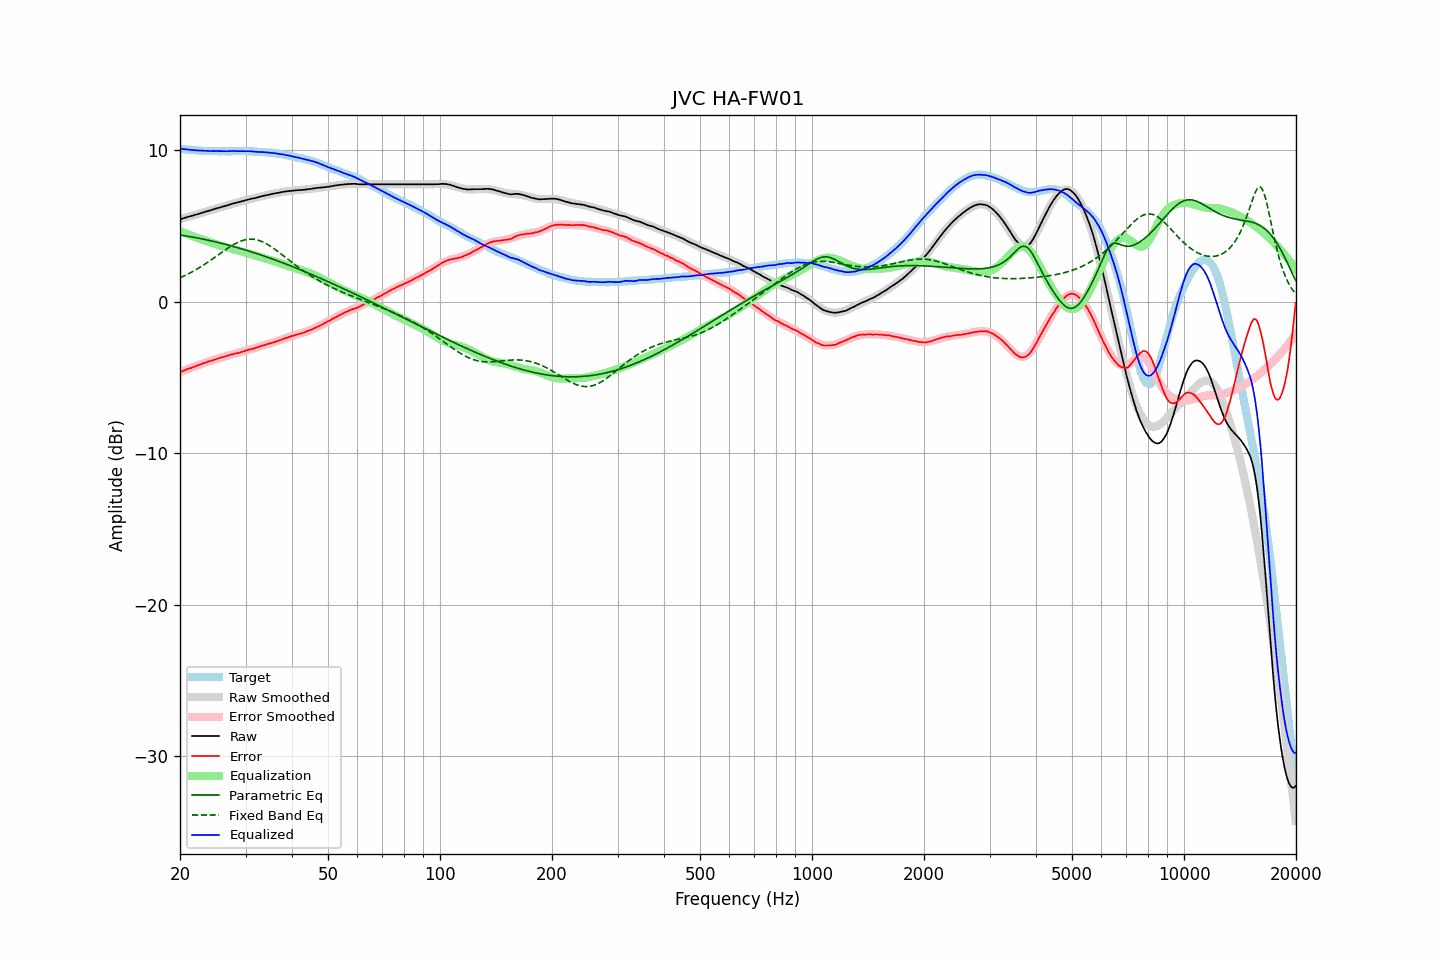 JVC HA-FW01
Amplitude (dBr)
10
0
−10
−20
−30
Target
Raw Smoothed
Error Smoothed
Raw
Error
Equalization
Parametric Eq
Fixed Band Eq
Equalized
20 50 100 200 500 1000 2000 5000 10000 20000
Frequency (Hz)